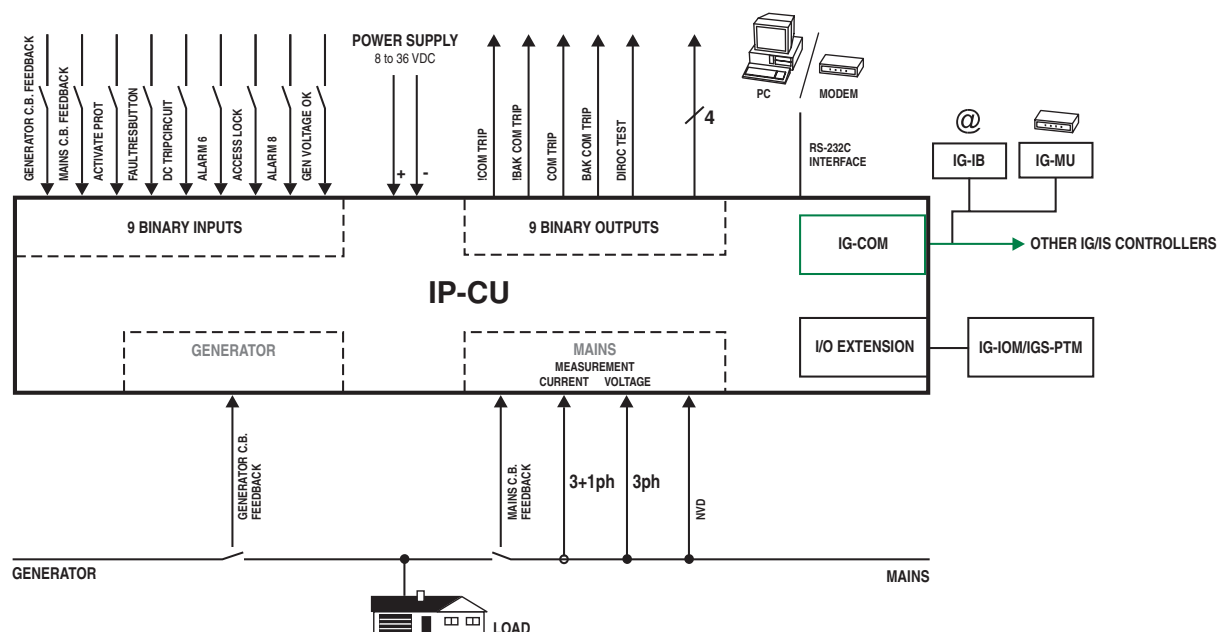 GENERATOR C.B. FEEDBACK
MAINS C.B. FEEDBACK
ACTIVATE PROT
FAULTRESBUTTON
DC TRIPCIRCUIT
ALARM 6
ACCESS LOCK
ALARM 8
GEN VOLTAGE OK
POWER SUPPLY
8 to 36 VDC
+ -
!COM TRIP
!BAK COM TRIP
COM TRIP
BAK COM TRIP
DIROC TEST
4
PC
MODEM
RS-232C
INTERFACE
@
IG-IB
IG-MU
9 BINARY INPUTS
9 BINARY OUTPUTS
IG-COM
OTHER IG/IS CONTROLLERS
IP-CU
GENERATOR
MAINS
MEASUREMENT
CURRENT VOLTAGE
I/O EXTENSION
IG-IOM/IGS-PTM
GENERATOR C.B.
FEEDBACK
MAINS C.B.
FEEDBACK
3+1ph
3ph
NVD
GENERATOR
MAINS
LOAD